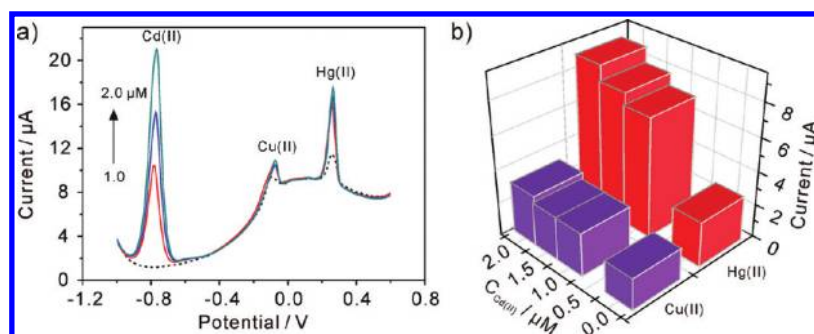 a)
Cd(II)
Hg(II)
Cu(II)
2.0 μM
1.0
20
16
12
8
4
0
Current / μA
-1.2
-0.8
-0.4
0.0
0.4
0.8
Potential / V
b)
8
6
4
2
0
Current / μA
2.0
1.5
1.0
0.5
0.0
C Cd(II) / μM
Cu(II)
Hg(II)